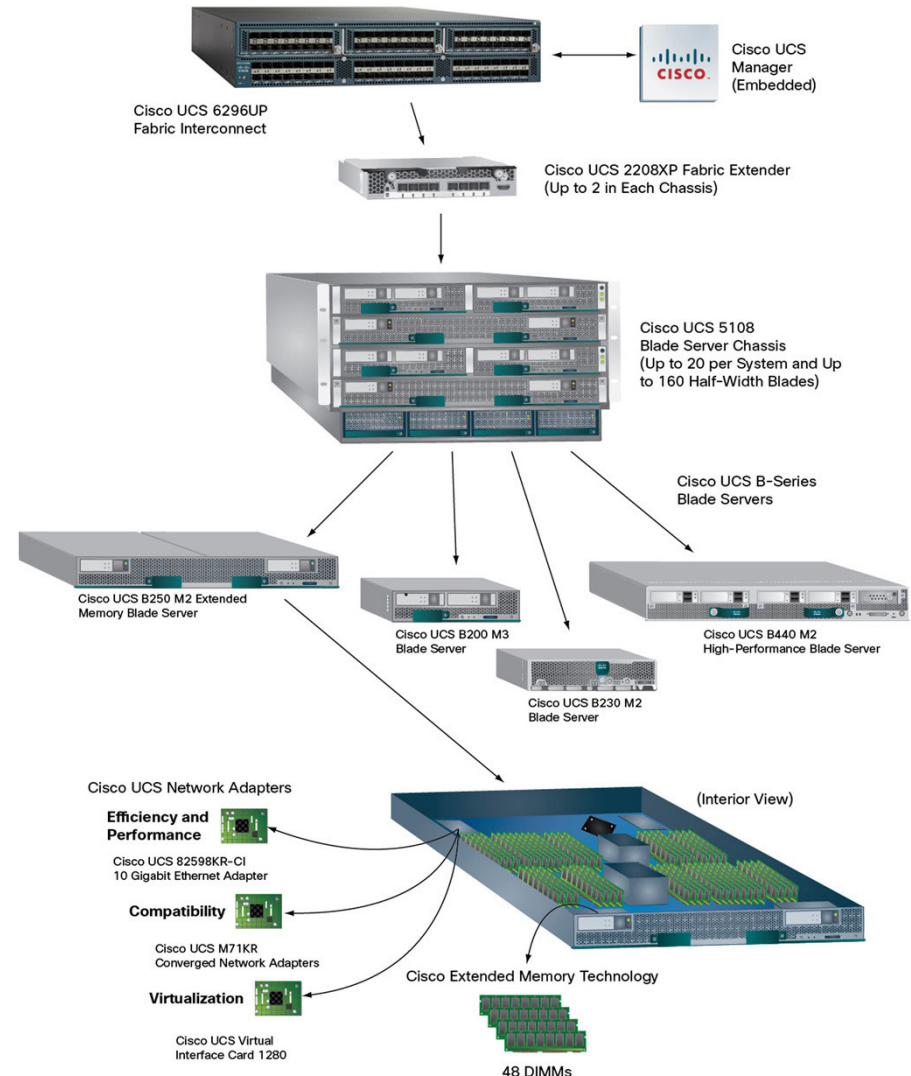 CISCO
Cisco UCS
Manager
(Embedded)
Cisco UCS 6296UP
Fabric Interconnect
Cisco UCS 2208XP Fabric Extender
(Up to 2 in Each Chassis)
Cisco UCS 5108
Blade Server Chassis
(Up to 20 per System and Up
to 160 Half-Width Blades)
Cisco UCS B-Series
Blade Servers
Cisco UCS B250 M2 Extended
Memory Blade Server
Cisco UCS B200 M3
Blade Server
Cisco UCS B230 M2
Blade Server
Cisco UCS B440 M2
High-Performance Blade Server
Cisco UCS Network Adapters
Efficiency and
Performance
Cisco UCS 82598KR-CI
10 Gigabit Ethernet Adapter
Compatibility
Cisco UCS M71KR
Converged Network Adapters
Virtualization
Cisco UCS Virtual
Interface Card 1280
(Interior View)
Cisco Extended Memory Technology
48 DIMMs